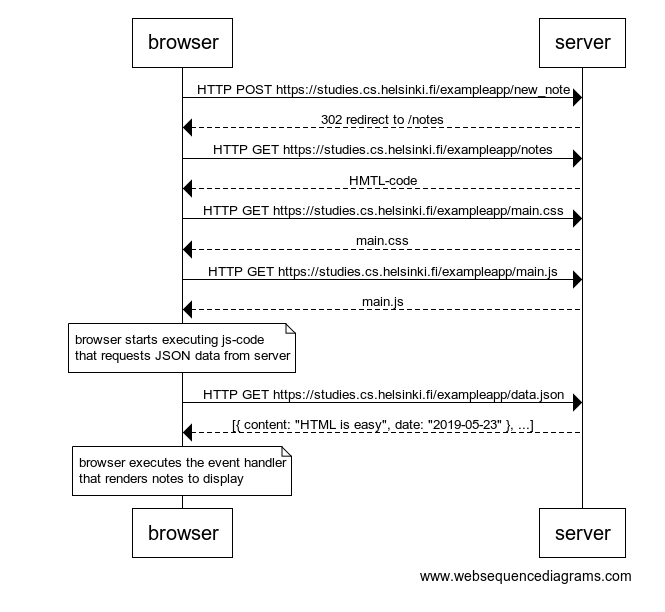 browser
server
HTTP POST https://studies.cs.helsinki.fi/exampleapp/new_note
302 redirect to /notes
HTTP GET https://studies.cs.helsinki.fi/exampleapp/notes
HMTL-code
HTTP GET https://studies.cs.helsinki.fi/exampleapp/main.css
main.css
HTTP GET https://studies.cs.helsinki.fi/exampleapp/main.js
main.js
browser starts executing js-code
that requests JSON data from server
HTTP GET https://studies.cs.helsinki.fi/exampleapp/data.json
[{ content: "HTML is easy", date: "2019-05-23" }, ...]
browser executes the event handler
that renders notes to display
browser
server
www.websequencediagrams.com